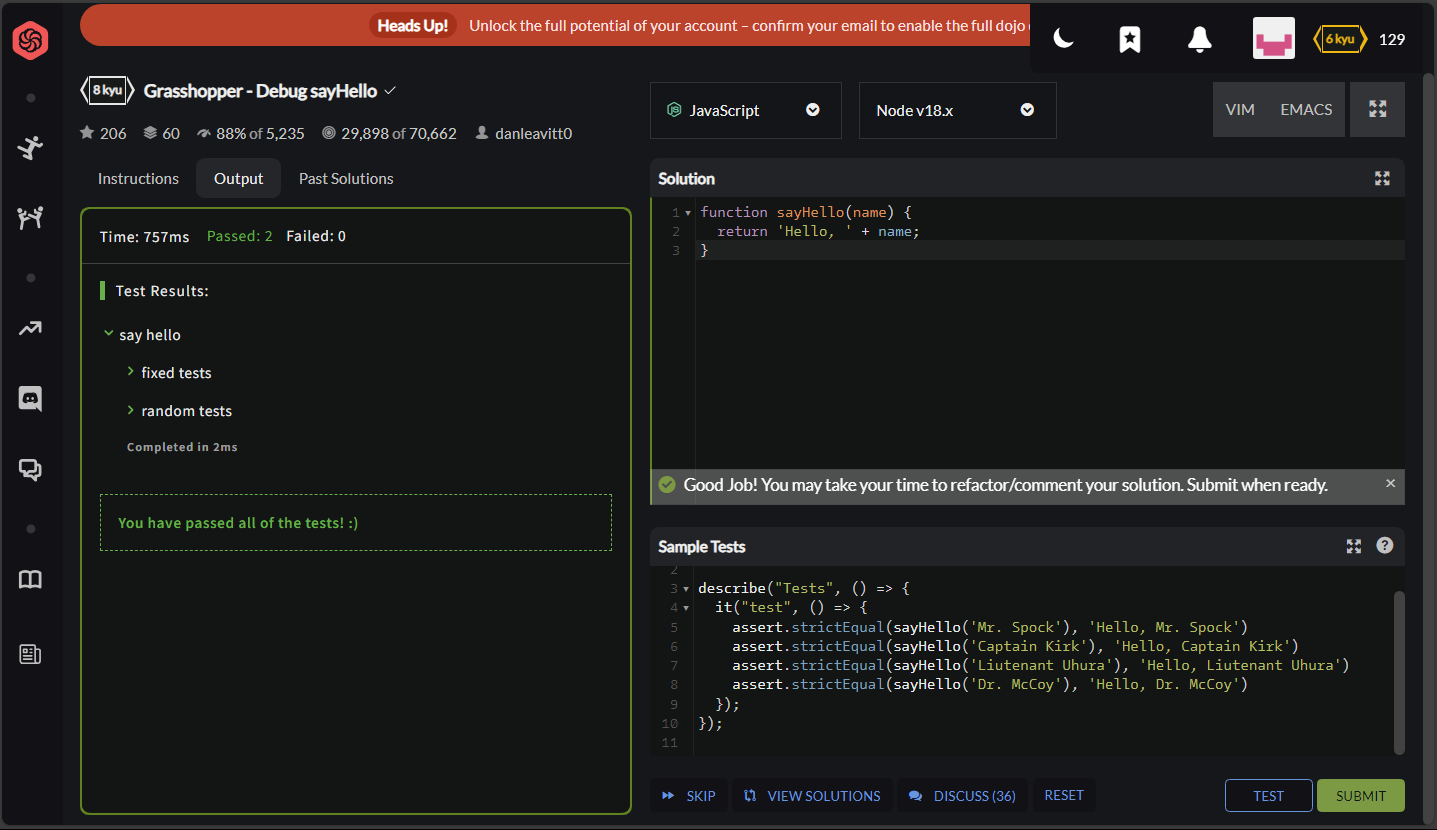 Heads Up! Unlock the full potential of your account – confirm your email to enable the full dojo
6 kyu 129
8 kyu Grasshopper - Debug sayHello
206 60 88% of 5,235 29,898 of 70,662 danleavitt0
JavaScript Node v18.x VIM EMACS
Instructions Output Past Solutions
Time: 757ms Passed: 2 Failed: 0
Test Results:
say hello
fixed tests
random tests
Completed in 2ms
You have passed all of the tests! :)
Solution
1 function sayHello(name) {
2   return 'Hello, ' + name;
3 }
Good Job! You may take your time to refactor/comment your solution. Submit when ready.
Sample Tests
2
3 describe("Tests", () => {
4   it("test", () => {
5     assert.strictEqual(sayHello('Mr. Spock'), 'Hello, Mr. Spock')
6     assert.strictEqual(sayHello('Captain Kirk'), 'Hello, Captain Kirk')
7     assert.strictEqual(sayHello('Liutenant Uhura'), 'Hello, Liutenant Uhura')
8     assert.strictEqual(sayHello('Dr. McCoy'), 'Hello, Dr. McCoy')
9   });
10 });
11
SKIP VIEW SOLUTIONS DISCUSS (36) RESET TEST SUBMIT